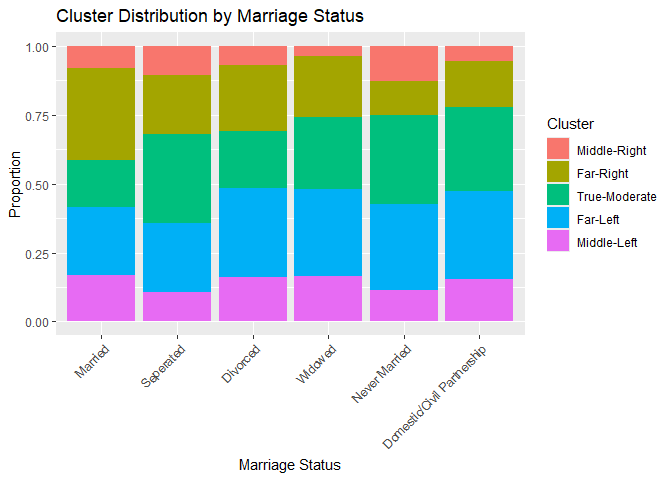 Cluster Distribution by Marriage Status
1.00
0.75
0.50
0.25
0.00
Proportion
Married
Seperated
Divorced
Widowed
Never Married
Domestic/Civil Partnership
Marriage Status
Cluster
Middle-Right
Far-Right
True-Moderate
Far-Left
Middle-Left